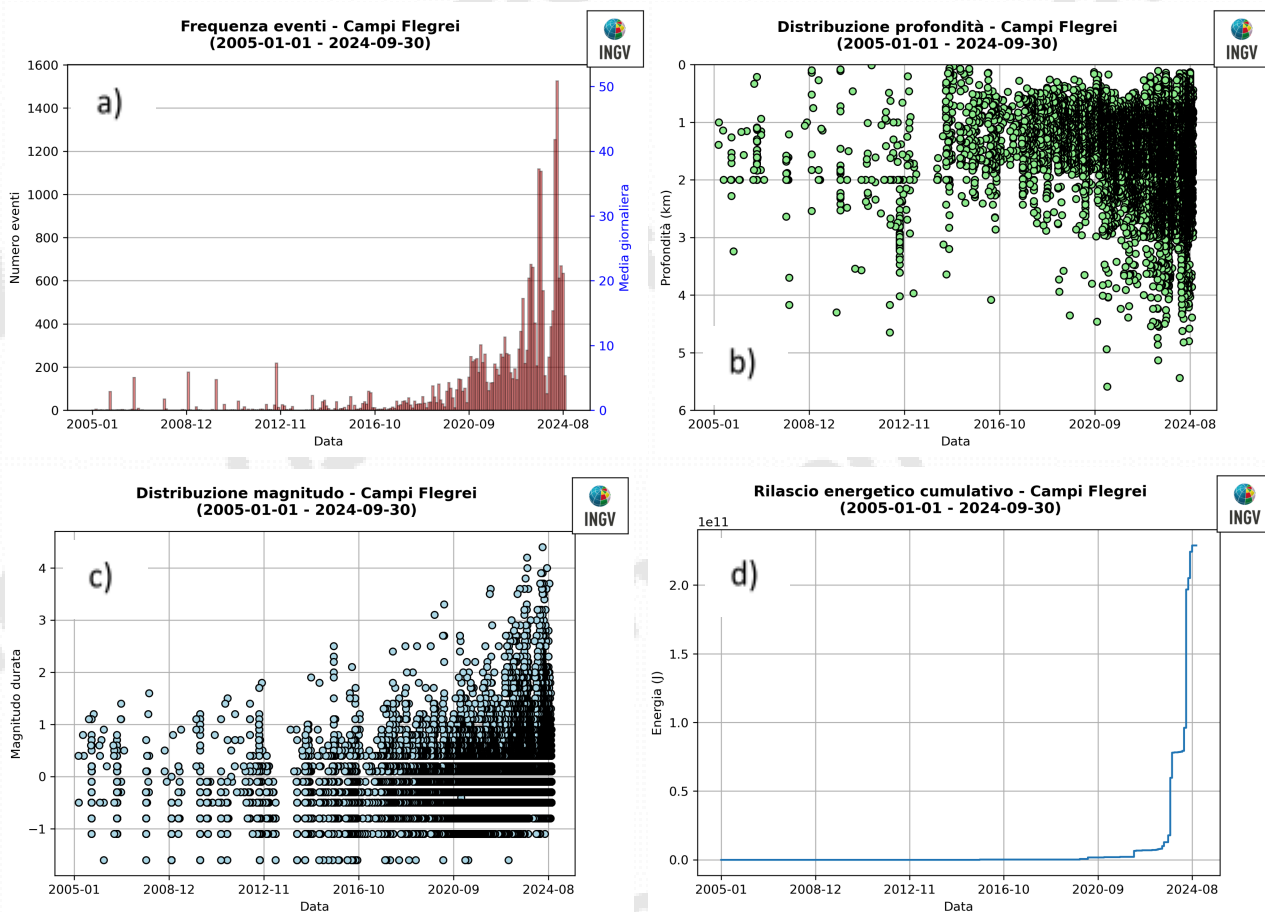 Frequenza eventi - Campi Flegrei
(2005-01-01 - 2024-09-30)
INGV
a)
1600
1400
1200
1000
800
600
400
200
0
Numero eventi
50
40
30
20
10
0
Media giornaliera
2005-01 2008-12 2012-11 2016-10 2020-09 2024-08
Data
Distribuzione profondità - Campi Flegrei
(2005-01-01 - 2024-09-30)
INGV
b)
0
1
2
3
4
5
6
Profondità (km)
2005-01 2008-12 2012-11 2016-10 2020-09 2024-08
Data
Distribuzione magnitudo - Campi Flegrei
(2005-01-01 - 2024-09-30)
INGV
c)
4
3
2
1
0
−1
Magnitudo durata
2005-01 2008-12 2012-11 2016-10 2020-09 2024-08
Data
Rilascio energetico cumulativo - Campi Flegrei
(2005-01-01 - 2024-09-30)
INGV
1e11
d)
2.0
1.5
1.0
0.5
0.0
Energia (J)
2005-01 2008-12 2012-11 2016-10 2020-09 2024-08
Data